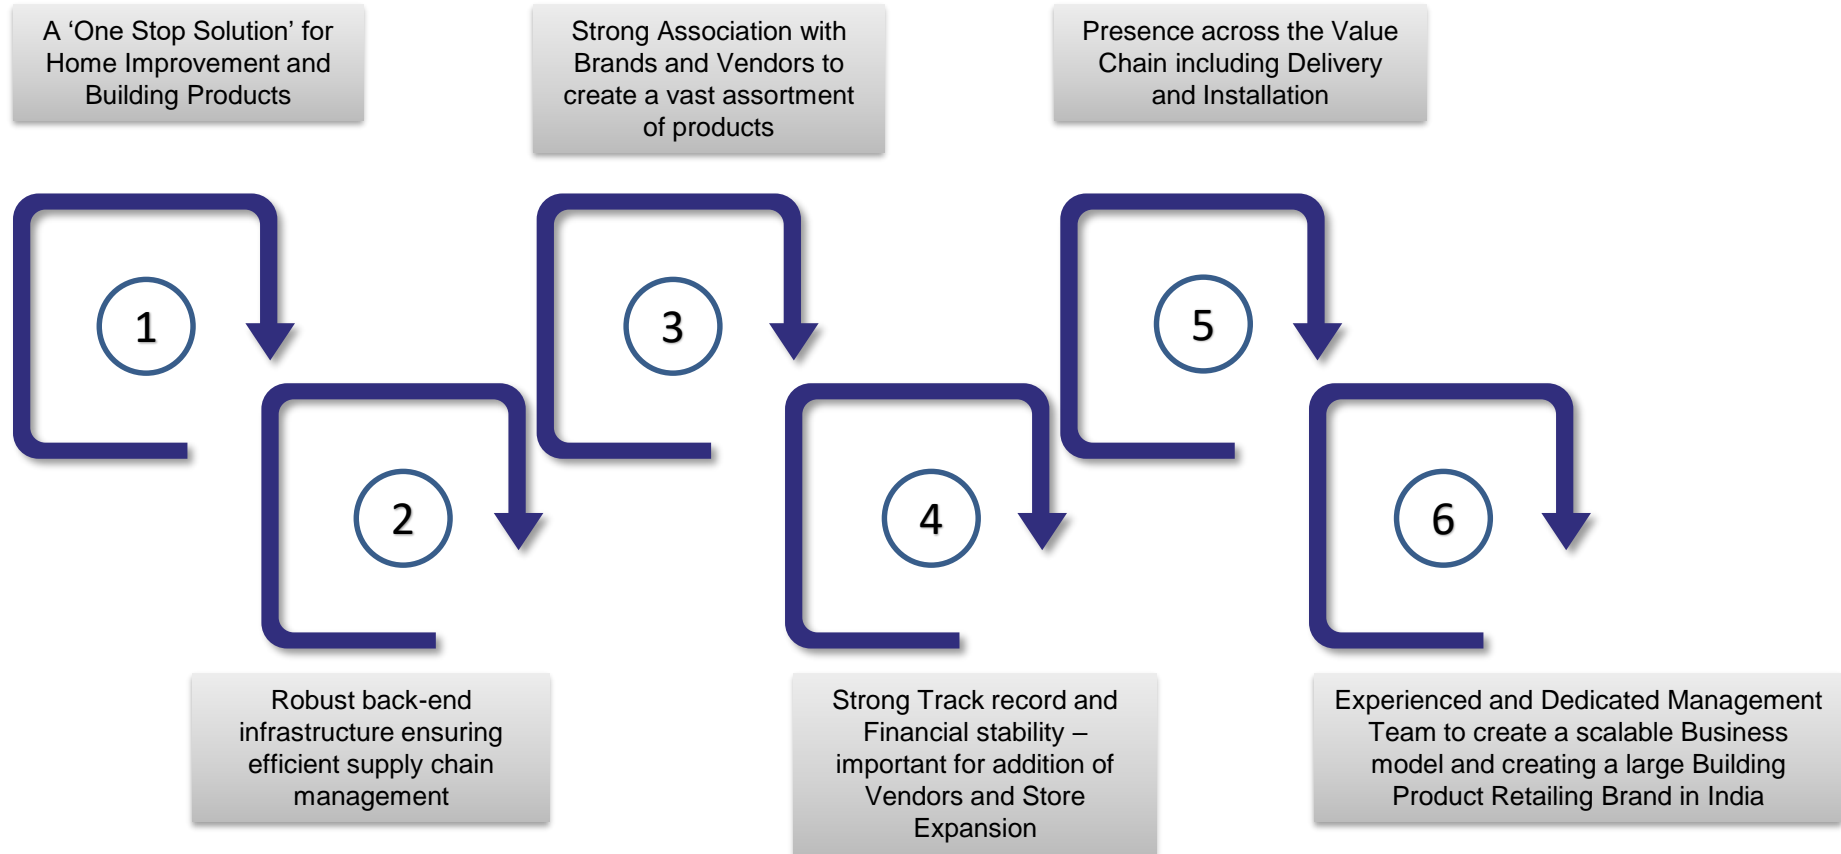 A ‘One Stop Solution’ for
Home Improvement and
Building Products
Strong Association with
Brands and Vendors to
create a vast assortment
of products
Presence across the Value
Chain including Delivery
and Installation
1
3
5
2
4
6
Robust back-end
infrastructure ensuring
efficient supply chain
management
Strong Track record and
Financial stability –
important for addition of
Vendors and Store
Expansion
Experienced and Dedicated Management
Team to create a scalable Business
model and creating a large Building
Product Retailing Brand in India